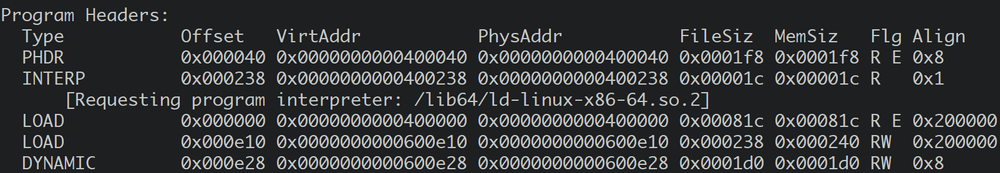 Program Headers:
  Type           Offset   VirtAddr           PhysAddr           FileSiz  MemSiz   Flg Align
  PHDR           0x000040 0x0000000000400040 0x0000000000400040 0x0001f8 0x0001f8 R E 0x8
  INTERP         0x000238 0x0000000000400238 0x0000000000400238 0x00001c 0x00001c R   0x1
      [Requesting program interpreter: /lib64/ld-linux-x86-64.so.2]
  LOAD           0x000000 0x0000000000400000 0x0000000000400000 0x00081c 0x00081c R E 0x200000
  LOAD           0x000e10 0x0000000000600e10 0x0000000000600e10 0x000238 0x000240 RW  0x200000
  DYNAMIC        0x000e28 0x0000000000600e28 0x0000000000600e28 0x0001d0 0x0001d0 RW  0x8